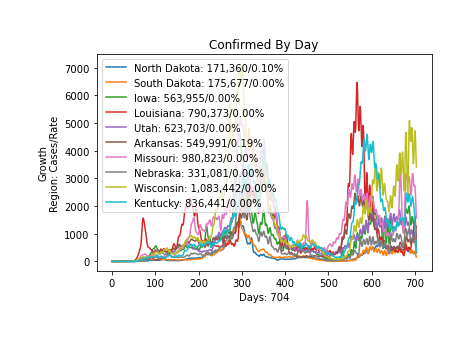 Confirmed By Day
7000
6000
5000
4000
3000
2000
1000
0
Growth
Region: Cases/Rate
North Dakota: 171,360/0.10%
South Dakota: 175,677/0.00%
Iowa: 563,955/0.00%
Louisiana: 790,373/0.00%
Utah: 623,703/0.00%
Arkansas: 549,991/0.19%
Missouri: 980,823/0.00%
Nebraska: 331,081/0.00%
Wisconsin: 1,083,442/0.00%
Kentucky: 836,441/0.00%
0 100 200 300 400 500 600 700
Days: 704